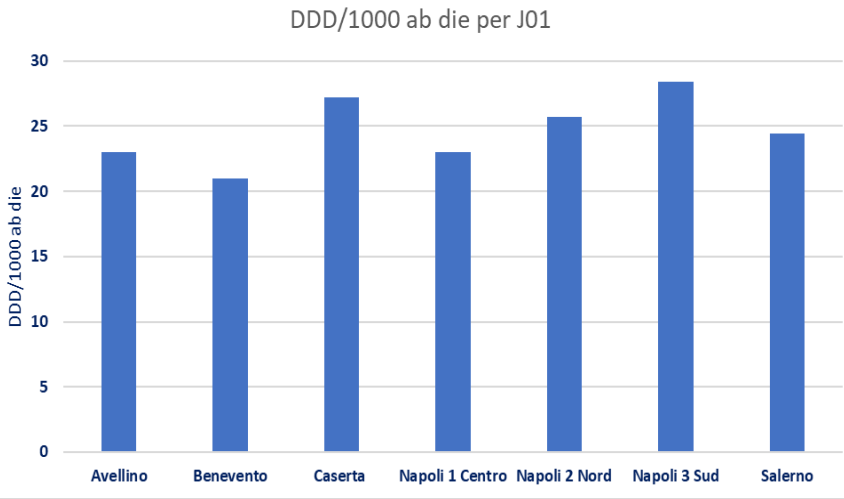 DDD/1000 ab die per J01
DDD/1000 ab die
30
25
20
15
10
5
0
Avellino
Benevento
Caserta
Napoli 1 Centro
Napoli 2 Nord
Napoli 3 Sud
Salerno